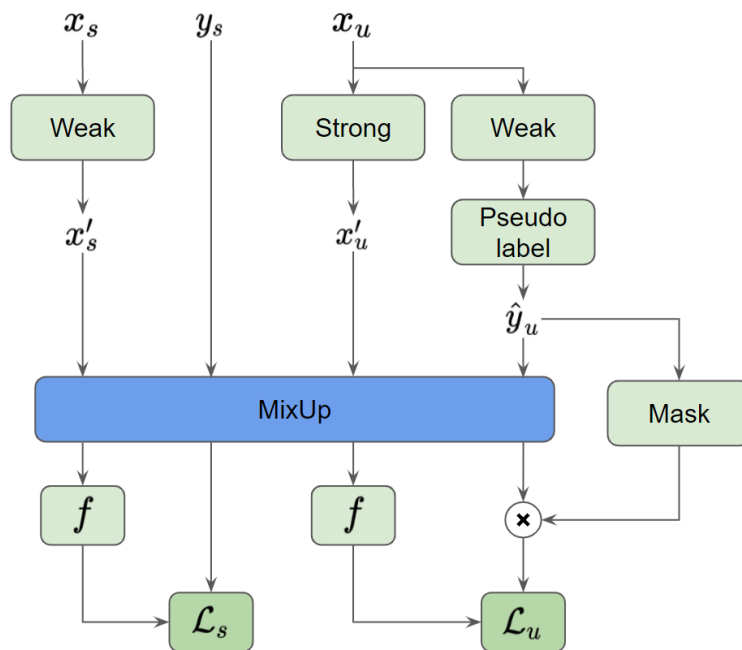 x_s y_s x_u
Weak Strong Weak
x'_s x'_u Pseudo
label
ŷ_u
MixUp Mask
f f ×
ℒ_s ℒ_u